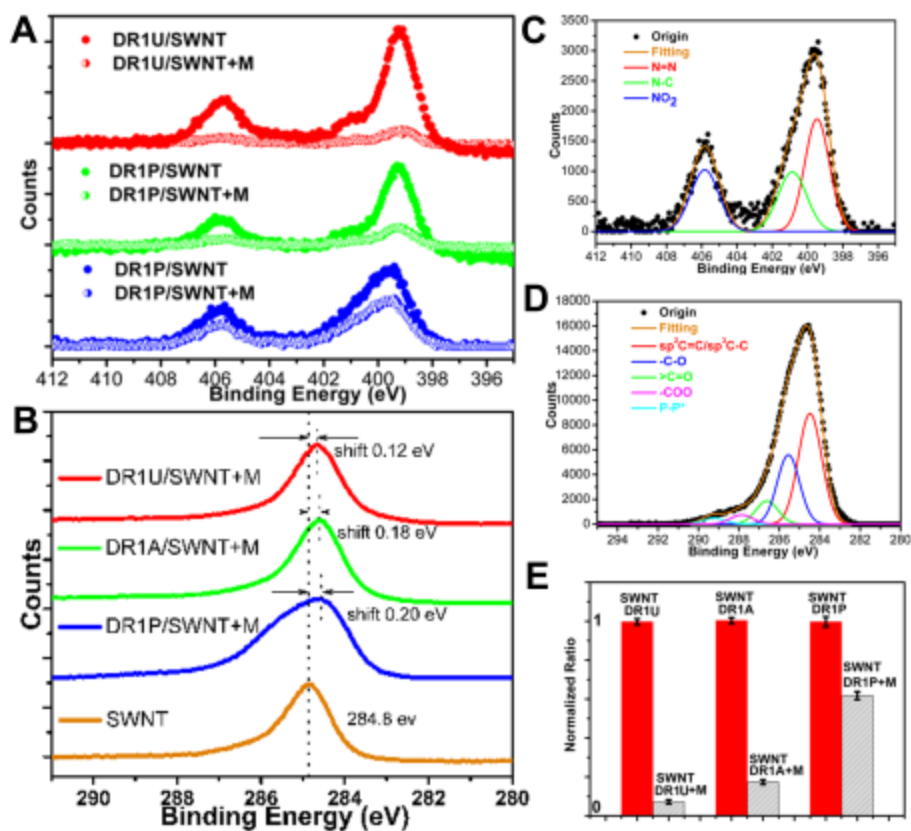 A
DR1U/SWNT
DR1U/SWNT+M
DR1P/SWNT
DR1P/SWNT+M
DR1P/SWNT
DR1P/SWNT+M
Counts
412 410 408 406 404 402 400 398 396
Binding Energy (eV)
B
shift 0.12 eV
DR1U/SWNT+M
shift 0.18 eV
DR1A/SWNT+M
shift 0.20 eV
DR1P/SWNT+M
SWNT
284.8 ev
Counts
290 288 286 284 282 280
Binding Energy (eV)
C
Origin
Fitting
N=N
N-C
NO2
3500
3000
2500
2000
1500
1000
500
0
Counts
412 410 408 406 404 402 400 398 396
Binding Energy (eV)
D
Origin
Fitting
-C-O
>C=O
-COO
18000
16000
14000
12000
10000
8000
6000
4000
2000
0
Counts
294 292 290 288 286 284 282 280
Binding Energy (eV)
E
SWNT SWNT SWNT
DR1U DR1A DR1P
1
SWNT
DR1P+M
SWNT
DR1A+M
SWNT
DR1U+M
0
Normalized Ratio